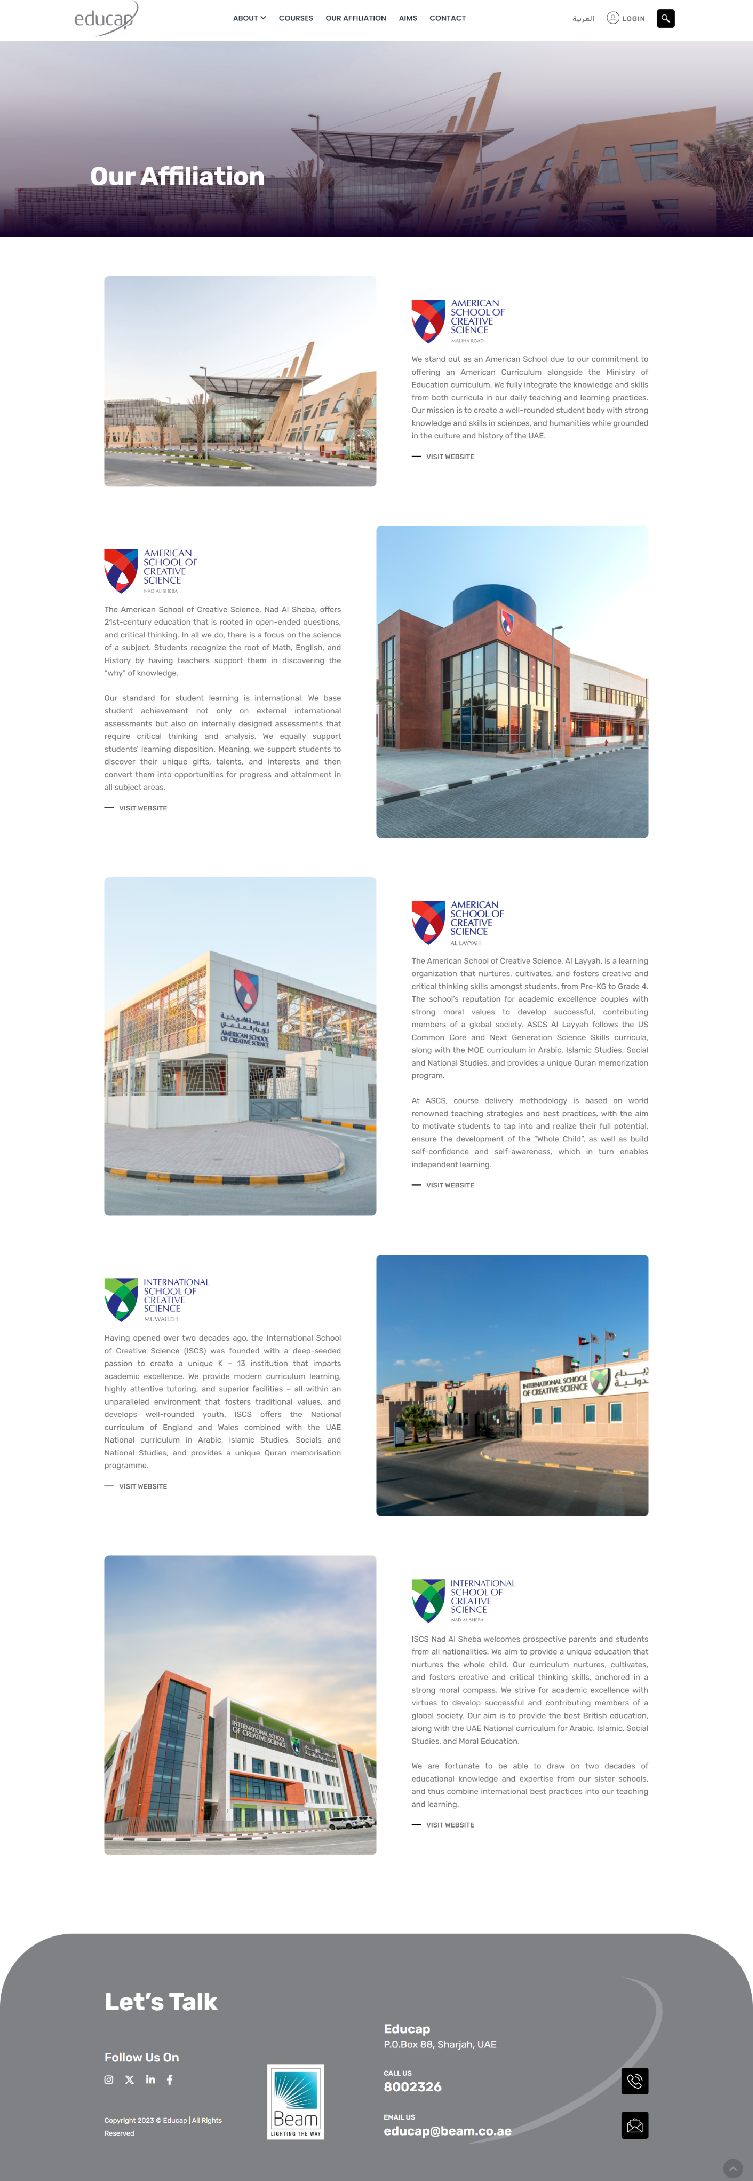 educap
ABOUT
COURSES
OUR AFFILIATION
AIMS
CONTACT
العربية
LOGIN
Our Affiliation
AMERICAN
SCHOOL OF
CREATIVE
SCIENCE
MALIHA ROAD
We stand out as an American School due to our commitment to
offering an American Curriculum alongside the Ministry of
Education curriculum. We fully integrate the knowledge and skills
from both curricula in our daily teaching and learning practices.
Our mission is to create a well-rounded student body with strong
knowledge and skills in sciences, and humanities while grounded
in the culture and history of the UAE.
VISIT WEBSITE
AMERICAN
SCHOOL OF
CREATIVE
SCIENCE
NAD AL SHEBA
The American School of Creative Science, Nad Al Sheba, offers
21st-century education that is rooted in open-ended questions,
and critical thinking. In all we do, there is a focus on the science
of a subject. Students recognize the root of Math, English, and
History by having teachers support them in discovering the
"why" of knowledge.
Our standard for student learning is international. We base
student achievement not only on external international
assessments but also on internally designed assessments that
require critical thinking and analysis. We equally support
students' learning disposition. Meaning, we support students to
discover their unique gifts, talents, and interests and then
convert them into opportunities for progress and attainment in
all subject areas.
VISIT WEBSITE
المدرسة الأمريكية
للإبداع العلمي
AMERICAN SCHOOL
OF CREATIVE SCIENCE
AMERICAN
SCHOOL OF
CREATIVE
SCIENCE
AL LAYYAH
The American School of Creative Science, Al Layyah, is a learning
organization that nurtures, cultivates, and fosters creative and
critical thinking skills amongst students, from Pre-KG to Grade 4.
The school's reputation for academic excellence couples with
strong moral values to develop successful, contributing
members of a global society. ASCS Al Layyah follows the US
Common Core and Next Generation Science Skills curricula,
along with the MOE curriculum in Arabic, Islamic Studies, Social
and National Studies, and provides a unique Quran memorization
program.
At ASCS, course delivery methodology is based on world
renowned teaching strategies and best practices, with the aim
to motivate students to tap into and realize their full potential,
ensure the development of the "Whole Child", as well as build
self-confidence and self-awareness, which in turn enables
independent learning.
VISIT WEBSITE
INTERNATIONAL
SCHOOL OF
CREATIVE
SCIENCE
MUWAILEH
Having opened over two decades ago, the International School
of Creative Science (ISCS) was founded with a deep-seeded
passion to create a unique K – 13 institution that imparts
academic excellence. We provide modern curriculum learning,
highly attentive tutoring, and superior facilities – all within an
unparalleled environment that fosters traditional values, and
develops well-rounded youth. ISCS offers the National
curriculum of England and Wales combined with the UAE
National curriculum in Arabic, Islamic Studies, Socials and
National Studies, and provides a unique Quran memorisation
programme.
VISIT WEBSITE
INTERNATIONAL SCHOOL
OF CREATIVE SCIENCE
INTERNATIONAL SCHOOL
OF CREATIVE SCIENCE
INTERNATIONAL
SCHOOL OF
CREATIVE
SCIENCE
NAD AL SHEBA
ISCS Nad Al Sheba welcomes prospective parents and students
from all nationalities. We aim to provide a unique education that
nurtures the whole child. Our curriculum nurtures, cultivates,
and fosters creative and critical thinking skills, anchored in a
strong moral compass. We strive for academic excellence with
virtues to develop successful and contributing members of a
global society. Our aim is to provide the best British education,
along with the UAE National curriculum for Arabic, Islamic, Social
Studies, and Moral Education.
We are fortunate to be able to draw on two decades of
educational knowledge and expertise from our sister schools,
and thus combine international best practices into our teaching
and learning.
VISIT WEBSITE
Let's Talk
Follow Us On
Copyright 2023 © Educap | All Rights
Reserved
Beam
LIGHTING THE WAY
Educap
P.O.Box 88, Sharjah, UAE
CALL US
8002326
EMAIL US
educap@beam.co.ae